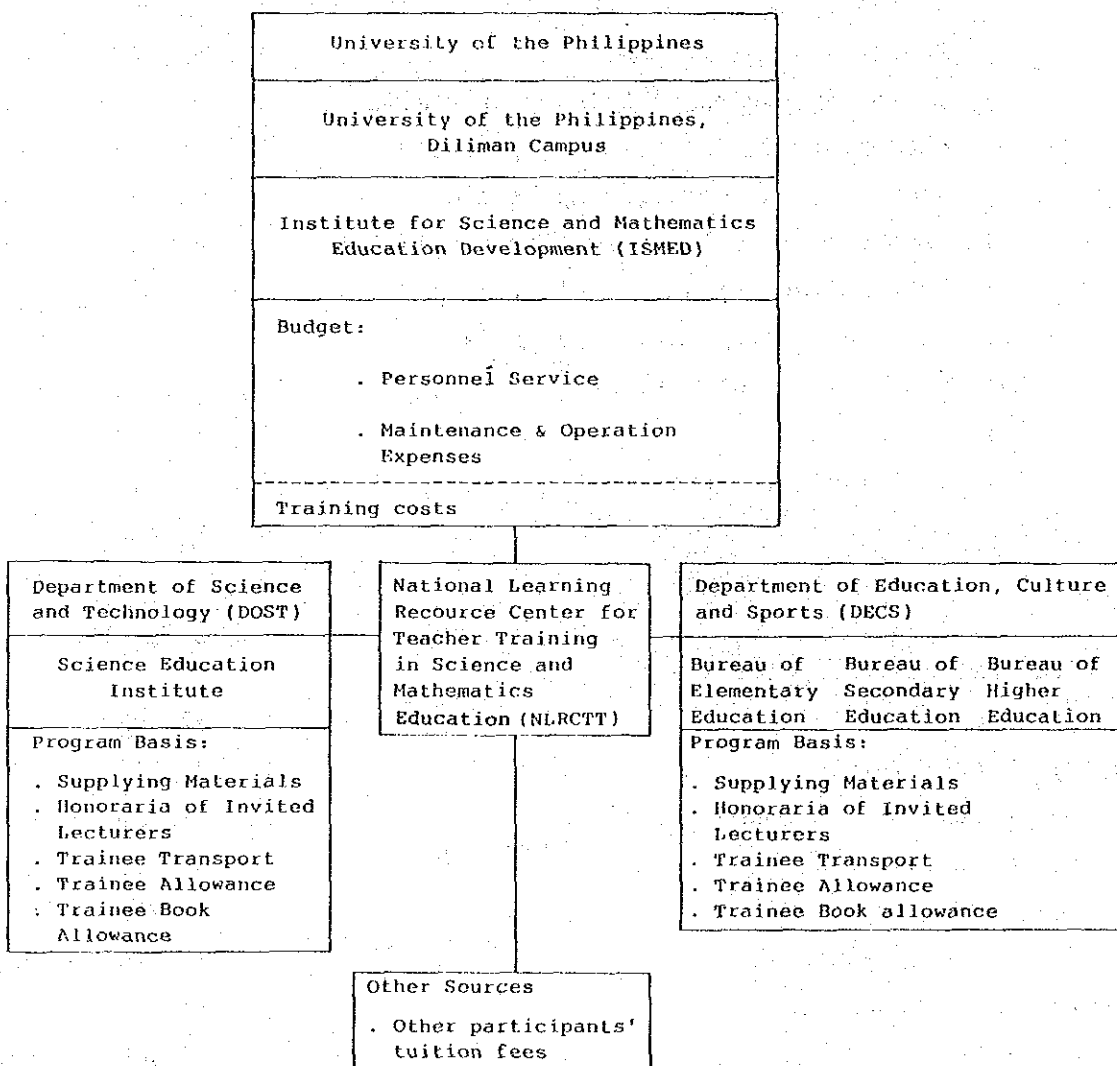 University of the Philippines
University of the Philippines,
Diliman Campus
Institute for Science and Mathematics
Education Development (ISMED)
Budget:
. Personnel Service
. Maintenance & Operation
Expenses
Training costs
Department of Science
and Technology (DOST)
Science Education
Institute
Program Basis:
. Supplying Materials
. Honoraria of Invited
Lecturers
. Trainee Transport
. Trainee Allowance
. Trainee Book
Allowance
National Learning
Recource Center for
Teacher Training
in Science and
Mathematics
Education (NLRCTT)
Department of Education, Culture
and Sports (DECS)
Bureau of
Elementary
Education
Bureau of
Secondary
Education
Bureau of
Higher
Education
Program Basis:
. Supplying Materials
. Honoraria of Invited
Lecturers
. Trainee Transport
. Trainee Allowance
. Trainee Book allowance
Other Sources
. Other participants'
tuition fees